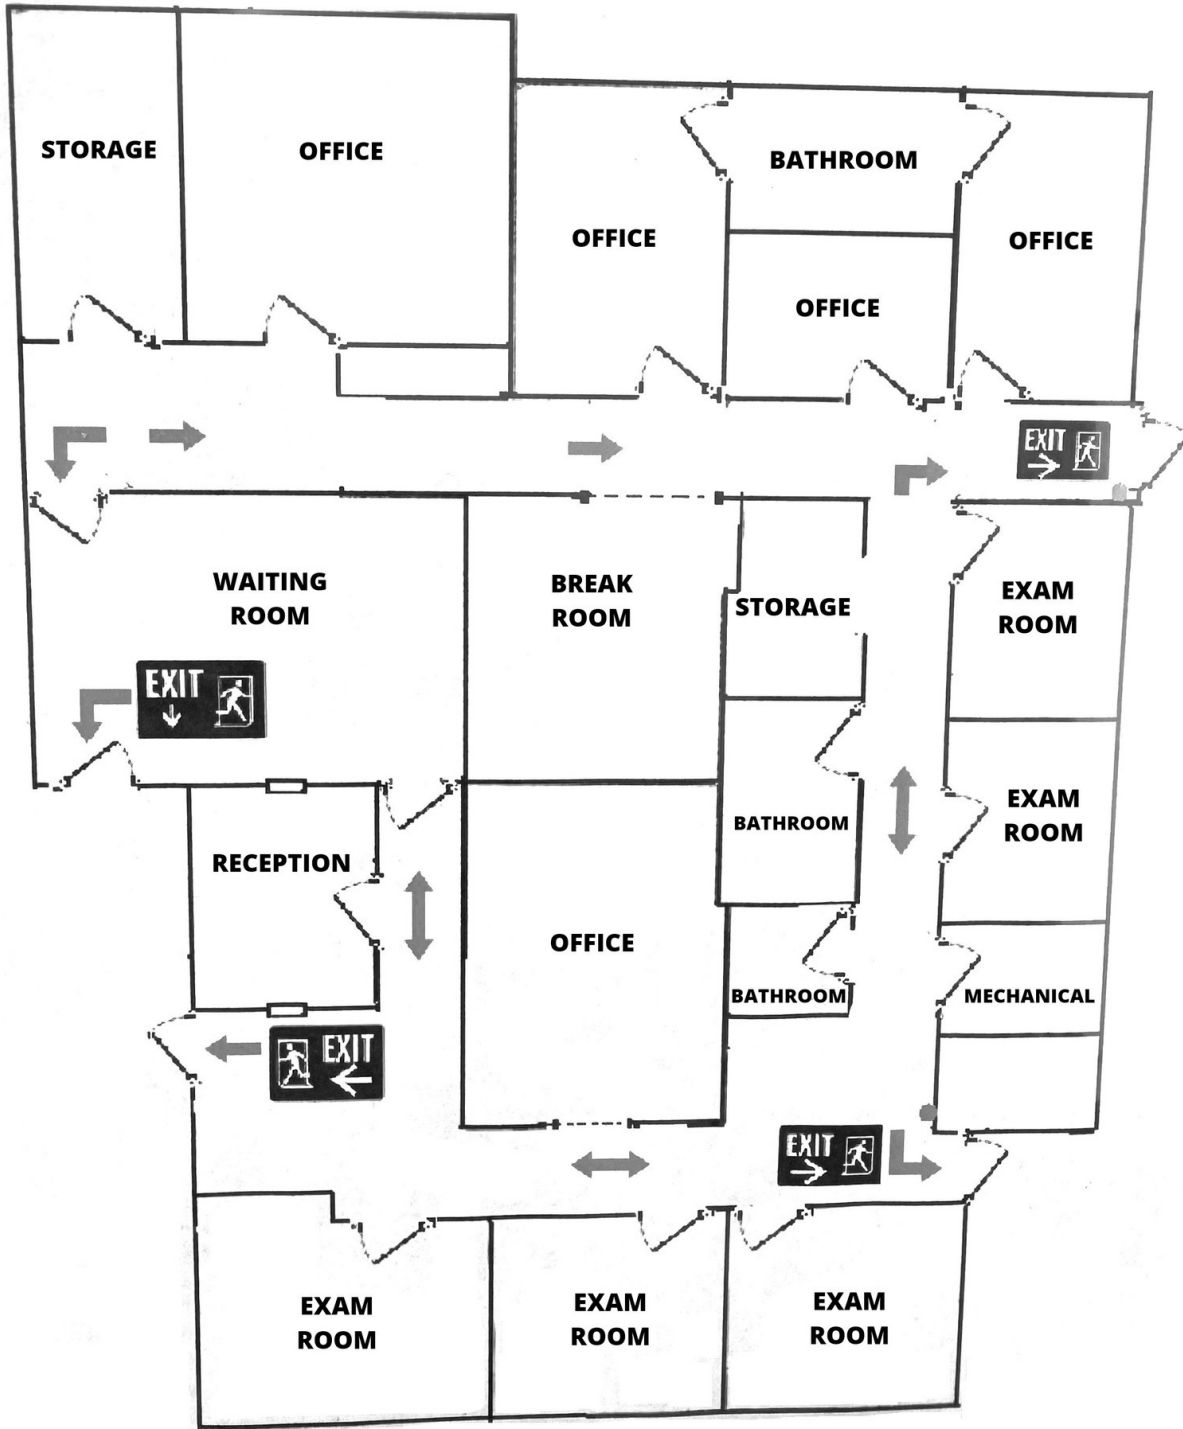 STORAGE
OFFICE
BATHROOM
OFFICE
OFFICE
OFFICE
EXIT
WAITING
ROOM
BREAK
ROOM
STORAGE
EXAM
ROOM
EXIT
EXAM
ROOM
BATHROOM
RECEPTION
OFFICE
BATHROOM
MECHANICAL
EXIT
EXIT
EXAM
ROOM
EXAM
ROOM
EXAM
ROOM